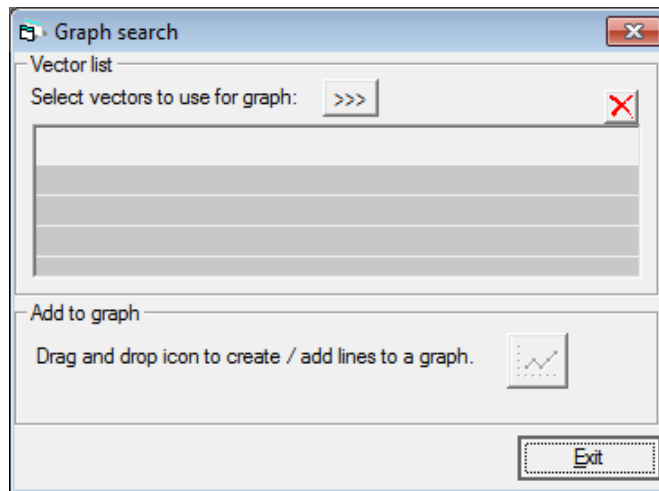 Graph search
Vector list
Select vectors to use for graph:
>>>
Add to graph
Drag and drop icon to create / add lines to a graph.
Exit